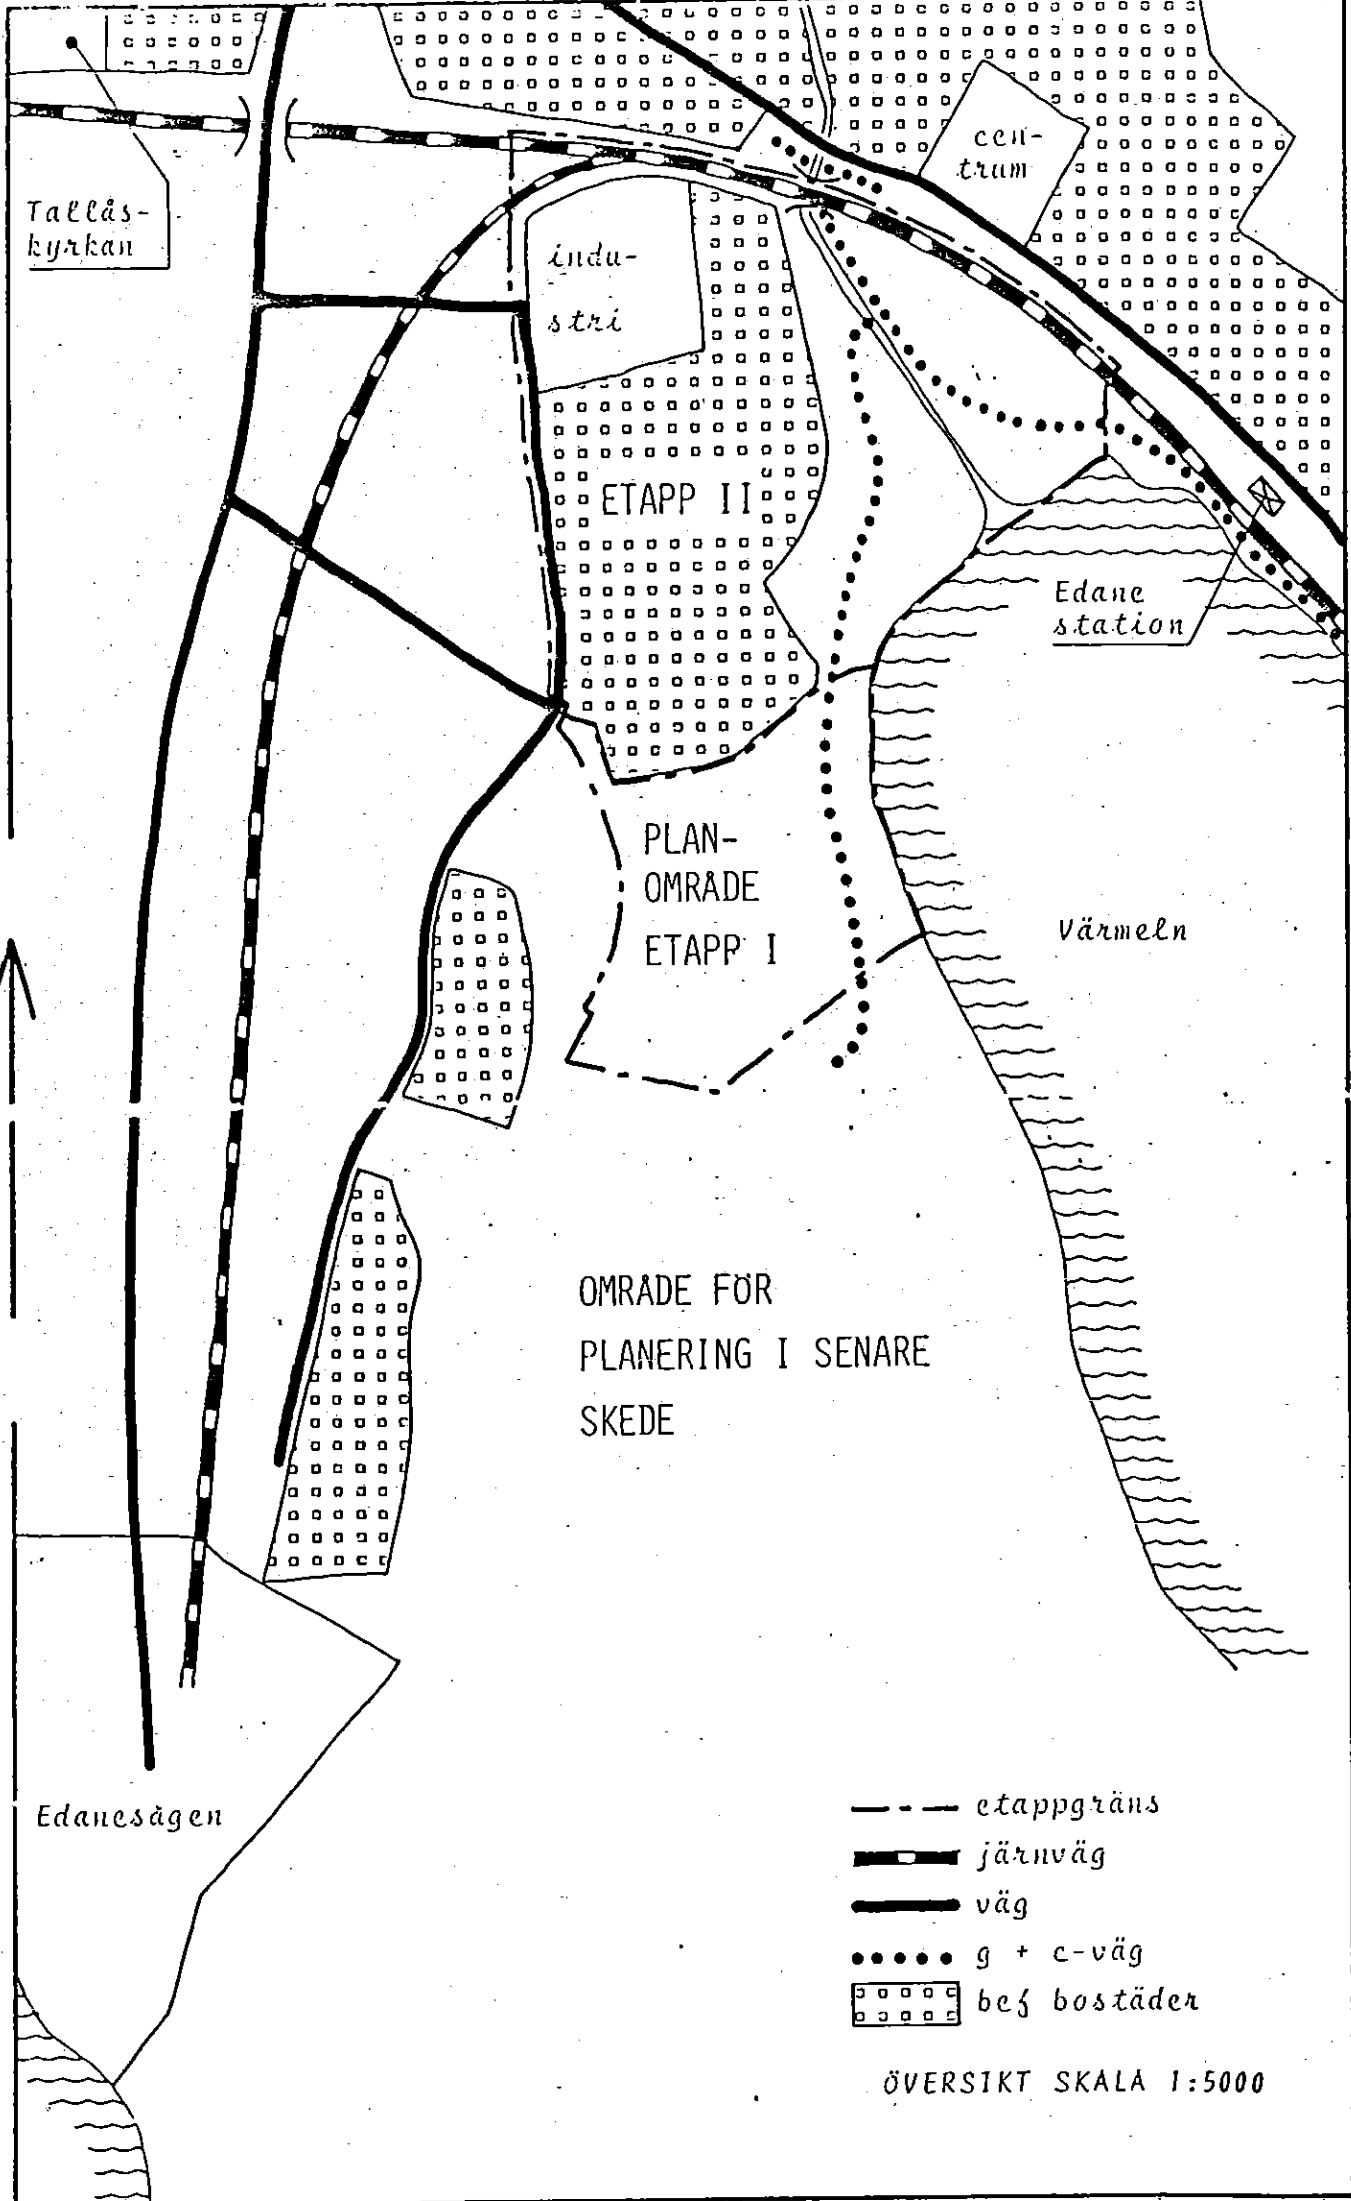 cen-
trum
Tallås-
kyrkan
indu-
stri
ETAPP II
Edane
station
PLAN-
OMRÅDE
ETAPP I
Värmeln
OMRÅDE FÖR
PLANERING I SENARE
SKEDE
Edanesågen
etappgräns
järnväg
väg
g + c-väg
bef bostäder
ÖVERSIKT SKALA 1:5000